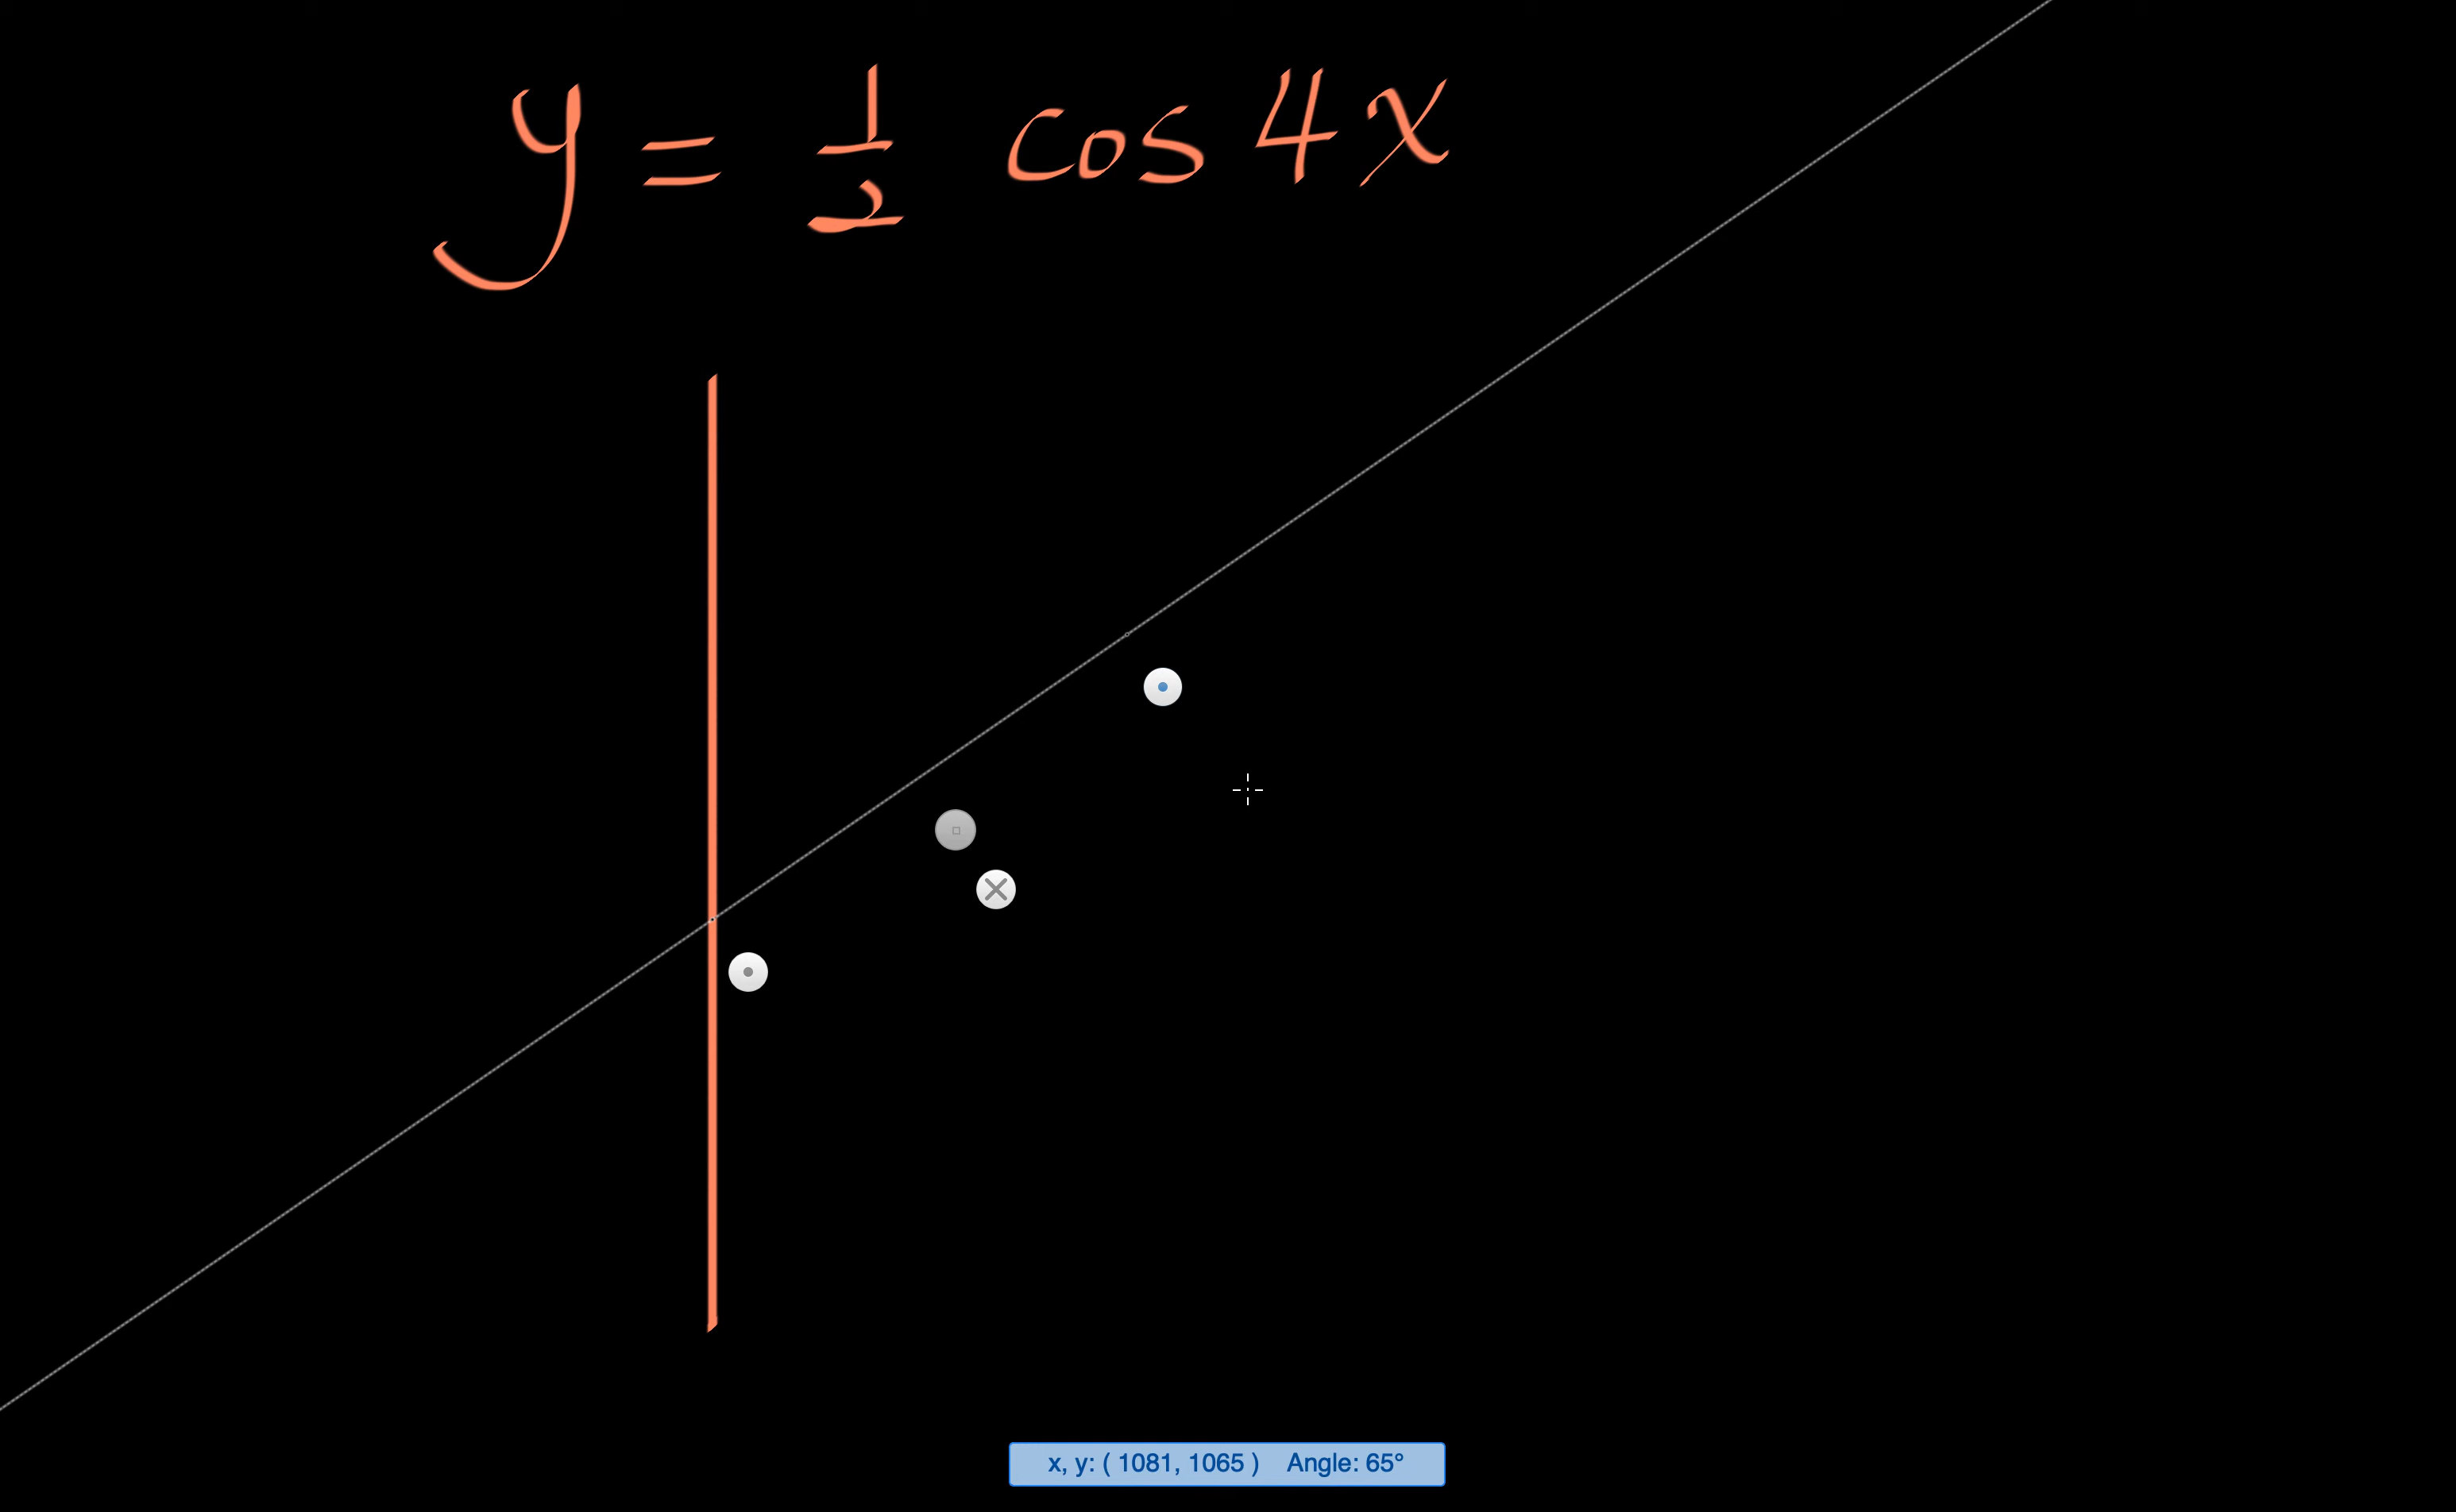 y = 1/2 cos 4x
x, y: ( 1081, 1065 ) Angle: 65°